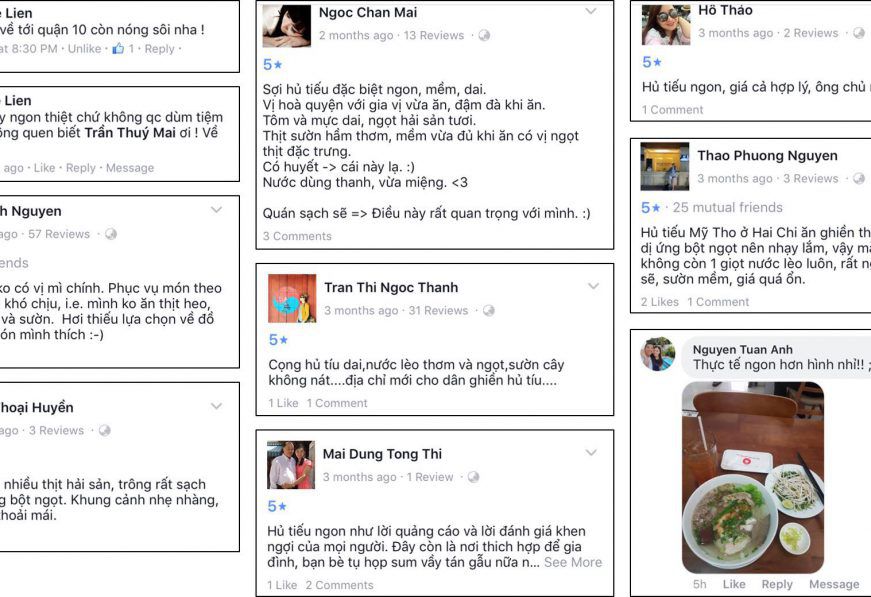 Lien
về tới quận 10 còn nóng sôi nha !
at 8:30 PM · Unlike · 1 · Reply ·
Lien
y ngon thiệt chứ không qc dùm tiệm
ông quen biết Trần Thuý Mai ơi ! Về
ago · Like · Reply · Message
h Nguyen
ago · 57 Reviews ·
ends
ko có vị mì chính. Phục vụ món theo
khó chịu, i.e. mình ko ăn thịt heo,
và sườn. Hơi thiếu lựa chọn về đồ
ón mình thích :-)
hoại Huyền
ago · 3 Reviews ·
nhiều thịt hải sản, trông rất sạch
g bột ngọt. Khung cảnh nhẹ nhàng,
hoải mái.
Ngoc Chan Mai
2 months ago · 13 Reviews ·
5★
Sợi hủ tiếu đặc biệt ngon, mềm, dai.
Vị hoà quyện với gia vị vừa ăn, đậm đà khi ăn.
Tôm và mực dai, ngọt hải sản tươi.
Thịt sườn hầm thơm, mềm vừa đủ khi ăn có vị ngọt
thịt đặc trưng.
Có huyết -> cái này lạ. :)
Nước dùng thanh, vừa miệng. <3
Quán sạch sẽ => Điều này rất quan trọng với mình. :)
3 Comments
Tran Thi Ngoc Thanh
3 months ago · 31 Reviews ·
5★
Cọng hủ tíu dai,nước lèo thơm và ngọt,sườn cây
không nát....địa chỉ mới cho dân ghiền hủ tíu....
1 Like 1 Comment
Mai Dung Tong Thi
3 months ago · 1 Review ·
5★
Hủ tiếu ngon như lời quảng cáo và lời đánh giá khen
ngợi của mọi người. Đây còn là nơi thich hợp để gia
đình, bạn bè tụ họp sum vầy tán gẫu nữa n... See More
1 Like 2 Comments
Hồ Thảo
3 months ago · 2 Reviews ·
5★
Hủ tiếu ngon, giá cả hợp lý, ông chủ
1 Comment
Thao Phuong Nguyen
3 months ago · 3 Reviews ·
5★ · 25 mutual friends
Hủ tiếu Mỹ Tho ở Hai Chi ăn ghiền th
dị ứng bột ngọt nên nhạy lắm, vậy mà
không còn 1 giọt nước lèo luôn, rất ng
sẽ, sườn mềm, giá quá ổn.
2 Likes 1 Comment
Nguyen Tuan Anh
Thực tế ngon hơn hình nhỉ!! ;
5h Like Reply Message